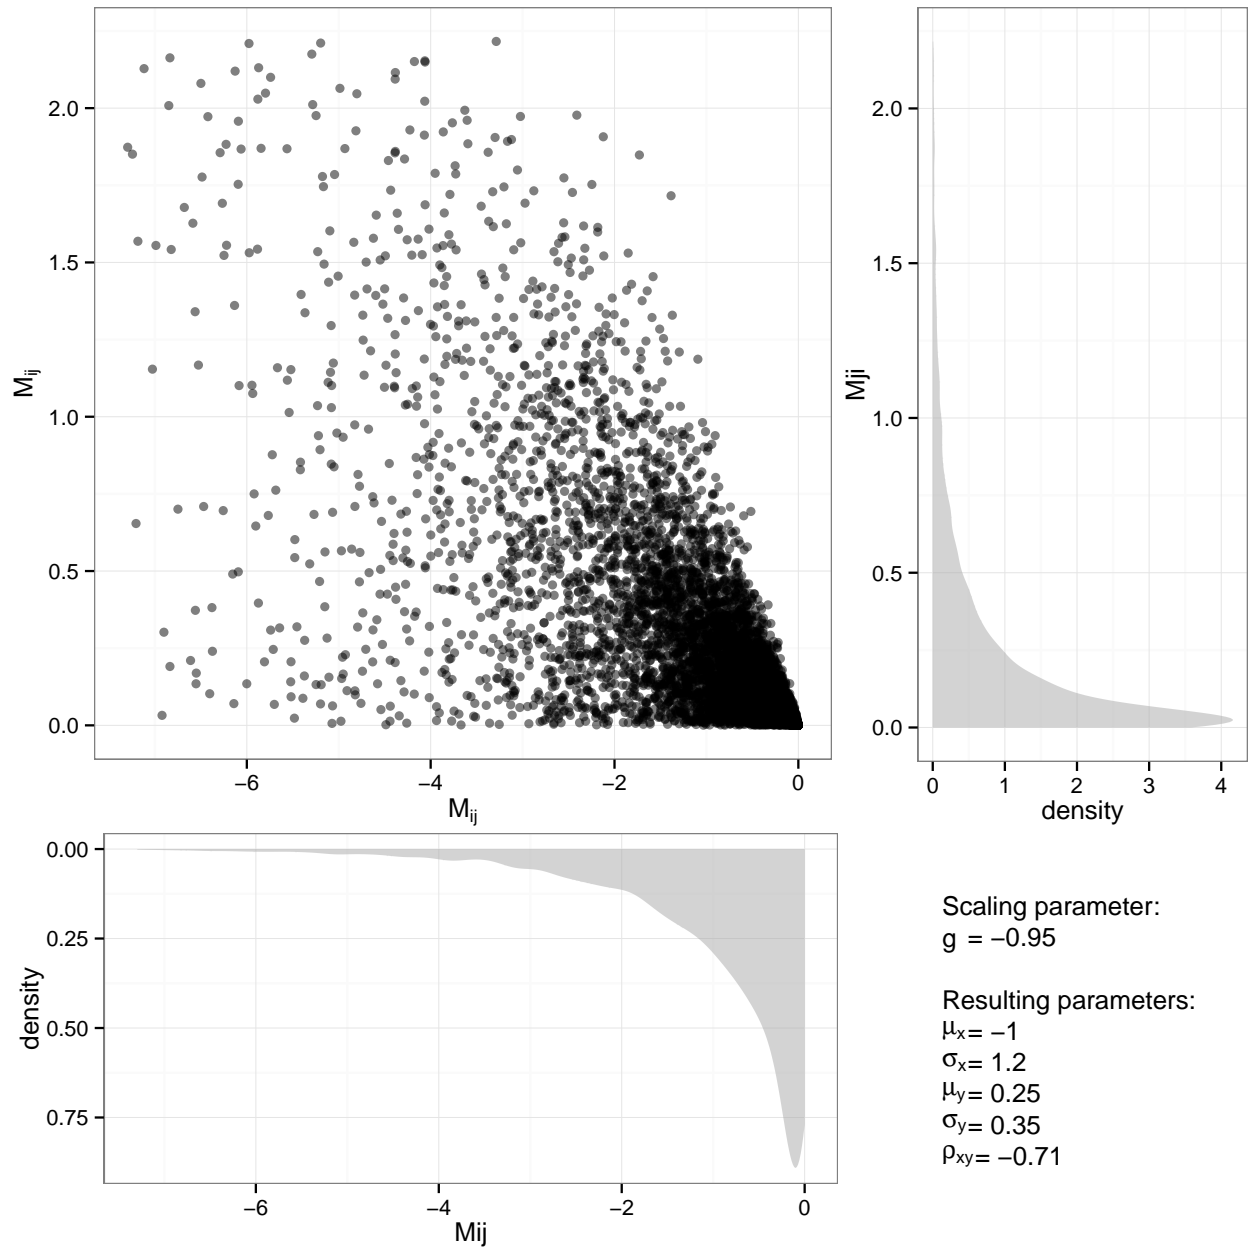 2.0
1.5
1.0
0.5
0.0
Mij
−6
−4
−2
0
Mij
2.0
1.5
1.0
0.5
0.0
Mji
0
1
2
3
4
density
0.00
0.25
0.50
0.75
density
−6
−4
−2
0
Mij
Scaling parameter:
g = −0.95
Resulting parameters:
μx= −1
σx= 1.2
μy= 0.25
σy= 0.35
ρxy= −0.71